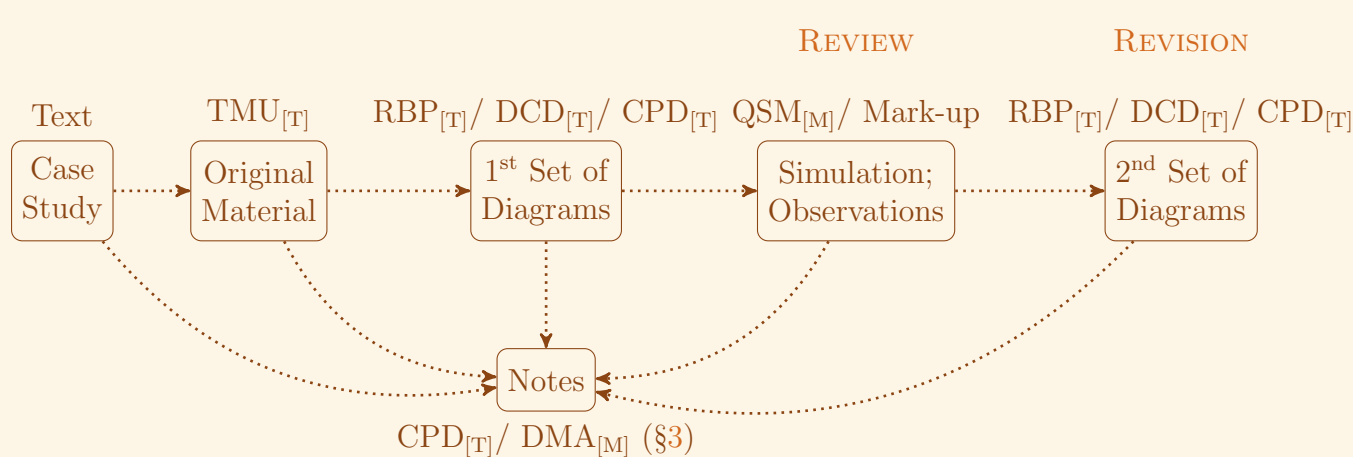 REVIEW
REVISION
Text
TMU[T]
RBP[T]/ DCD[T]/ CPD[T]
QSM[M]/ Mark-up
RBP[T]/ DCD[T]/ CPD[T]
Case
Study
Original
Material
1st Set of
Diagrams
Simulation;
Observations
2nd Set of
Diagrams
Notes
CPD[T]/ DMA[M] (§3)